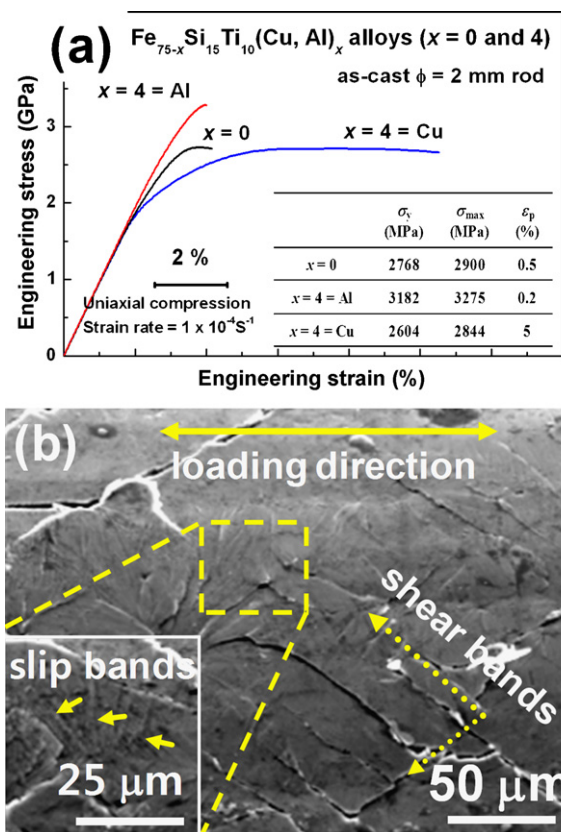 (a)
Fe75-xSi15Ti10(Cu, Al)x alloys (x = 0 and 4)
as-cast ϕ = 2 mm rod
x = 4 = Al
x = 0
x = 4 = Cu
Engineering stress (GPa)
3
2
1
0
2 %
Uniaxial compression
Strain rate = 1 x 10-4S-1
σy (MPa) σmax (MPa) εp (%)
x = 0 2768 2900 0.5
x = 4 = Al 3182 3275 0.2
x = 4 = Cu 2604 2844 5
Engineering strain (%)
(b)
loading direction
shear bands
slip bands
25 μm
50 μm